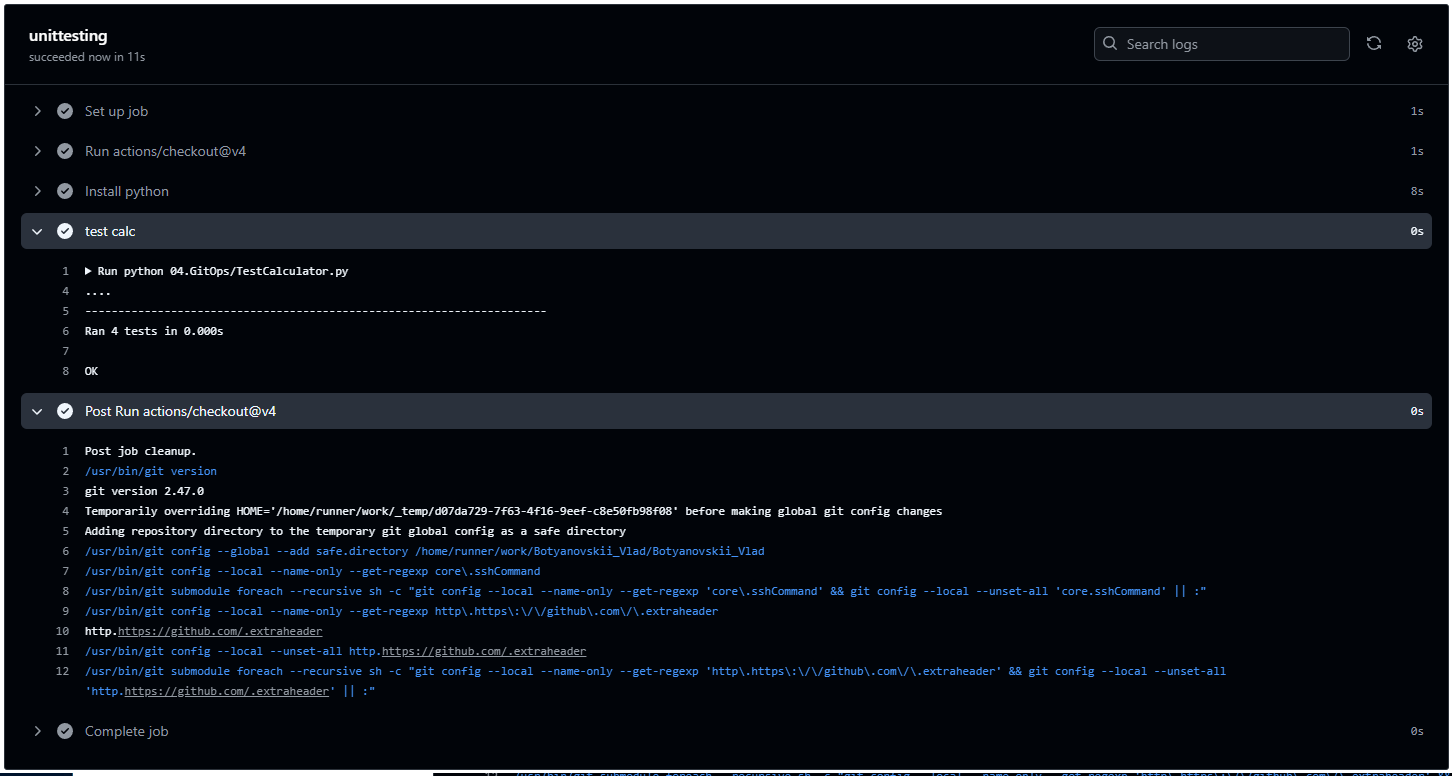 unittesting
succeeded now in 11s
Search logs
Set up job 1s
Run actions/checkout@v4 1s
Install python 8s
test calc 0s
1 ▶ Run python 04.GitOps/TestCalculator.py
4 ....
5 ----------------------------------------------------------------------
6 Ran 4 tests in 0.000s
7
8 OK
Post Run actions/checkout@v4 0s
1 Post job cleanup.
2 /usr/bin/git version
3 git version 2.47.0
4 Temporarily overriding HOME='/home/runner/work/_temp/d07da729-7f63-4f16-9eef-c8e50fb98f08' before making global git config changes
5 Adding repository directory to the temporary git global config as a safe directory
6 /usr/bin/git config --global --add safe.directory /home/runner/work/Botyanovskii_Vlad/Botyanovskii_Vlad
7 /usr/bin/git config --local --name-only --get-regexp core\.sshCommand
8 /usr/bin/git submodule foreach --recursive sh -c "git config --local --name-only --get-regexp 'core\.sshCommand' && git config --local --unset-all 'core.sshCommand' || :"
9 /usr/bin/git config --local --name-only --get-regexp http\.https\:\/\/github\.com\/\.extraheader
10 http.https://github.com/.extraheader
11 /usr/bin/git config --local --unset-all http.https://github.com/.extraheader
12 /usr/bin/git submodule foreach --recursive sh -c "git config --local --name-only --get-regexp 'http\.https\:\/\/github\.com\/\.extraheader' && git config --local --unset-all
'http.https://github.com/.extraheader' || :"
Complete job 0s